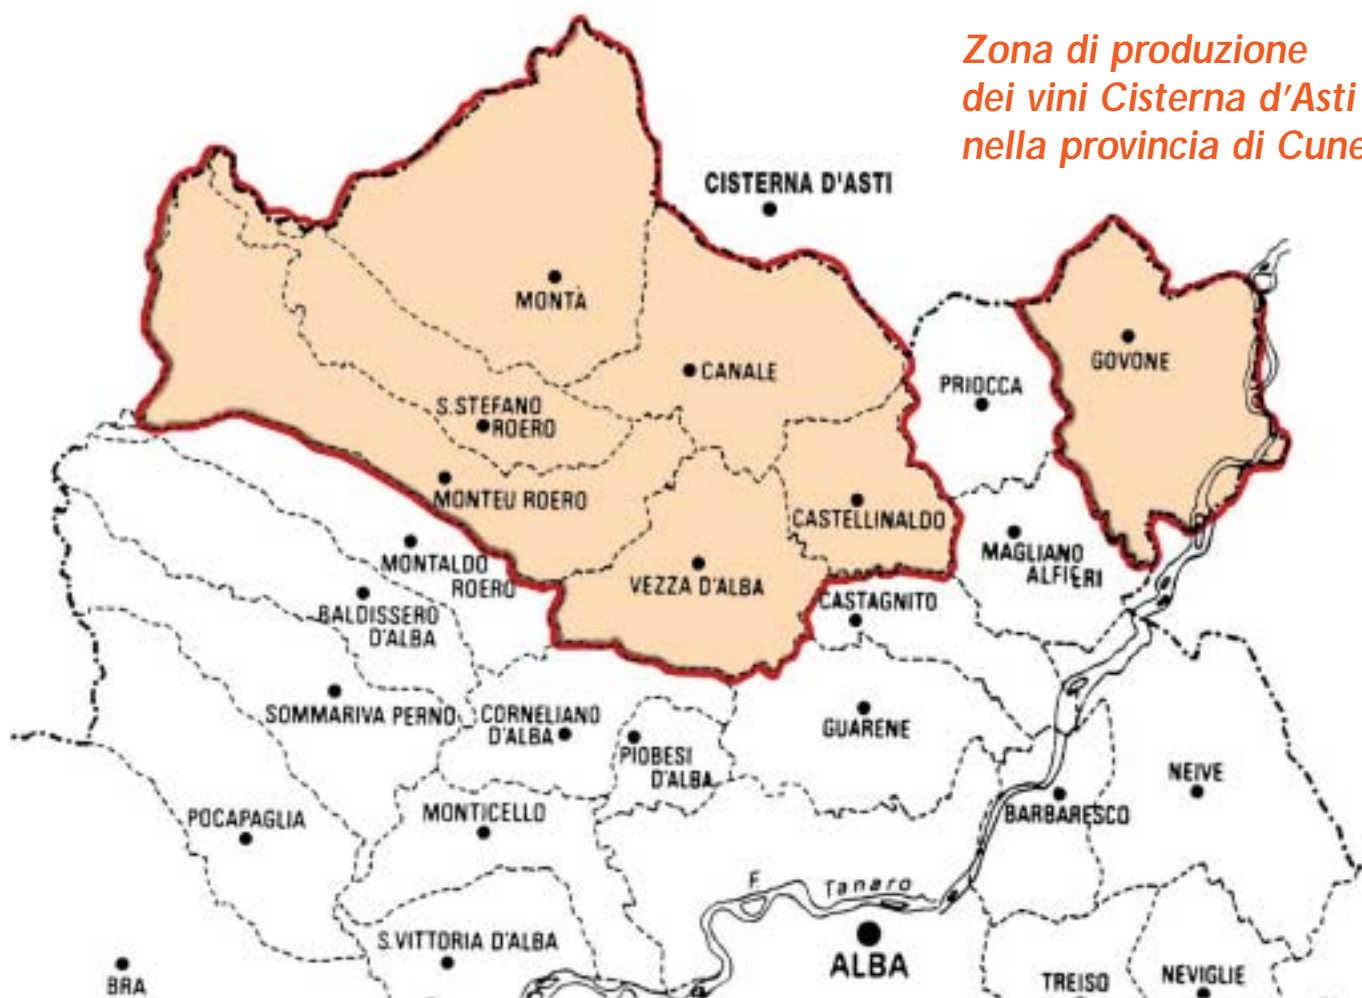 Zona di produzione
dei vini Cisterna d'Asti
nella provincia di Cune
CISTERNA D'ASTI
MONTÀ
CANALE
GOVONE
PRIOCCA
S.STEFANO
ROERO
MONTEU ROERO
CASTELLINALDO
MAGLIANO
ALFIERI
MONTALDO
ROERO
VEZZA D'ALBA
CASTAGNITO
BALDISSERO
D'ALBA
SOMMARIVA PERNO
CORNELIANO
D'ALBA
PIOBESI
D'ALBA
GUARENE
NEIVE
POCAPAGLIA
MONTICELLO
BARBARESCO
F. Tanaro
S.VITTORIA D'ALBA
ALBA
BRA
TREISO
NEVIGLIE